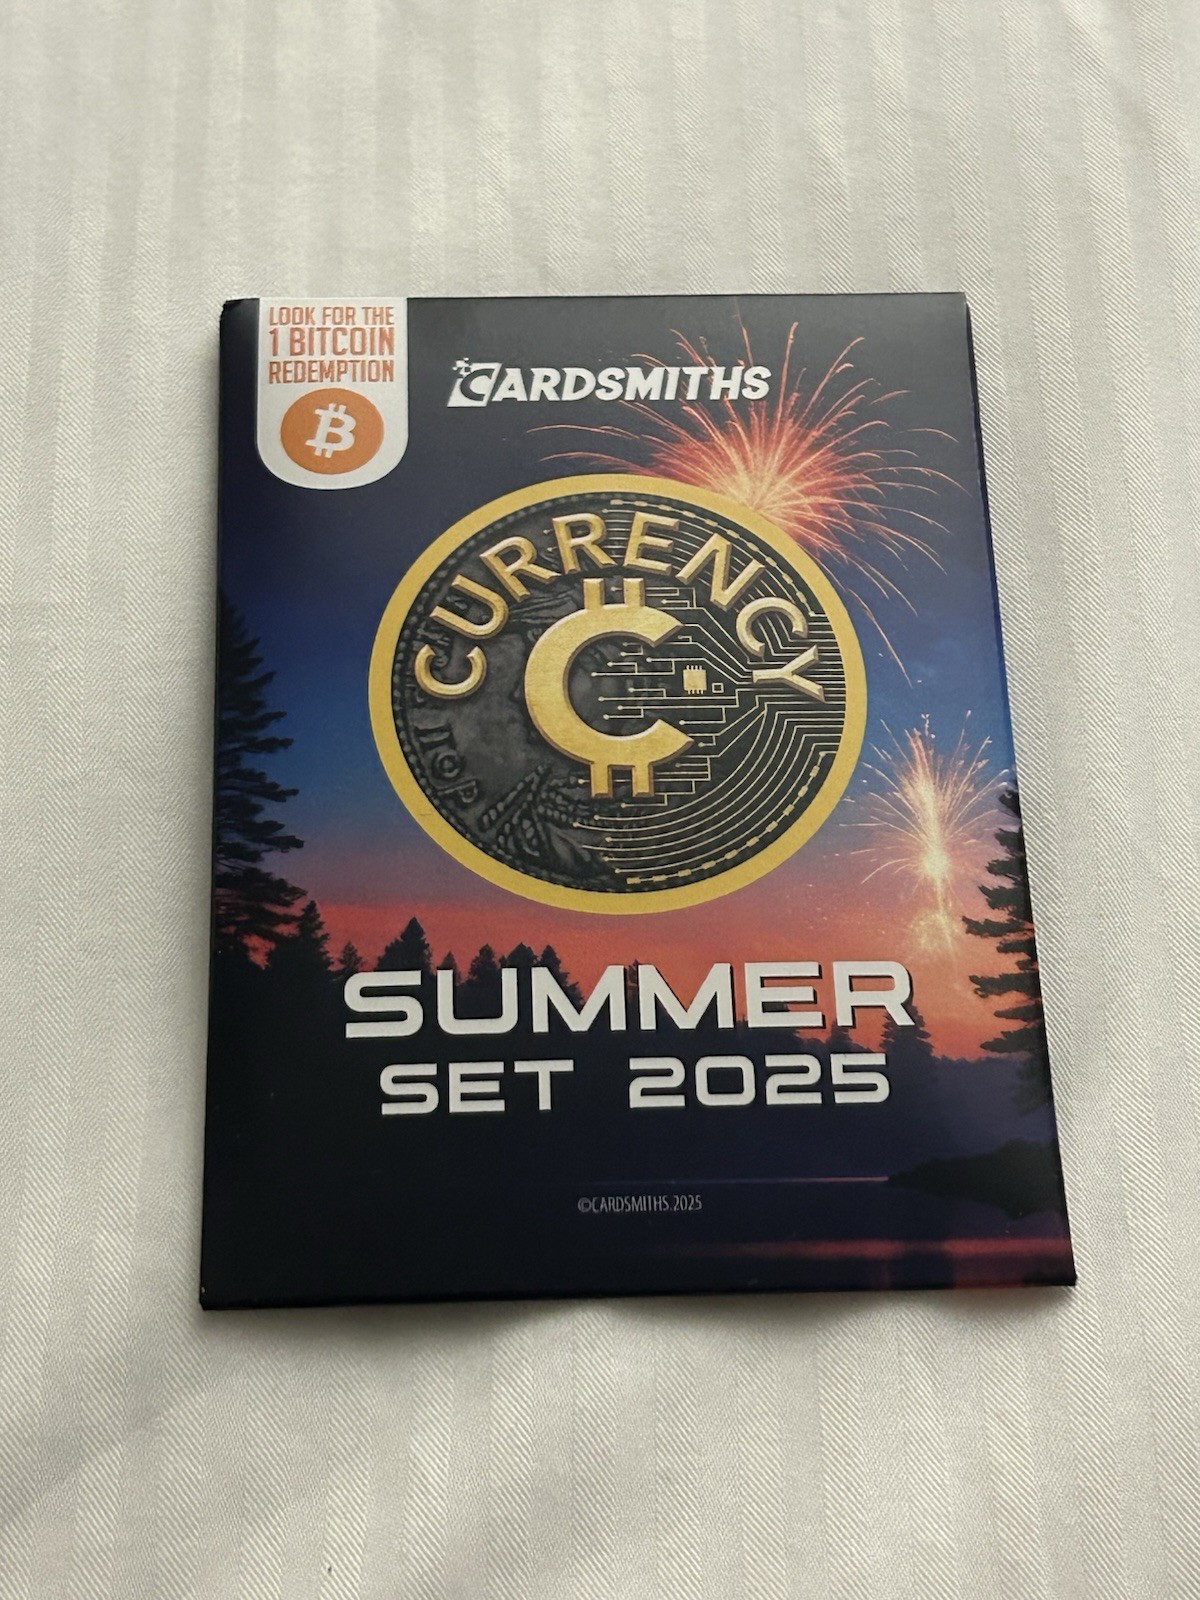 LOOK FOR THE
1 BITCOIN
REDEMPTION
₿
CARDSMITHS
CURRENCY
C
SUMMER
SET 2025
©CARDSMITHS.2025